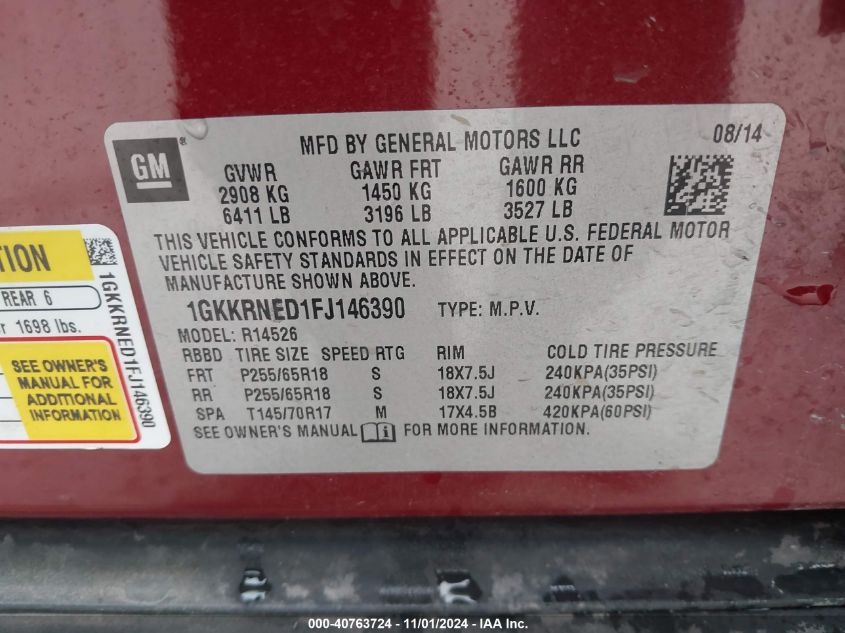 GM
®
MFD BY GENERAL MOTORS LLC 08/14
GVWR GAWR FRT GAWR RR
2908 KG 1450 KG 1600 KG
6411 LB 3196 LB 3527 LB
THIS VEHICLE CONFORMS TO ALL APPLICABLE U.S. FEDERAL MOTOR
VEHICLE SAFETY STANDARDS IN EFFECT ON THE DATE OF
MANUFACTURE SHOWN ABOVE.
1GKKRNED1FJ146390 TYPE: M.P.V.
MODEL: R14526
RBBD TIRE SIZE SPEED RTG RIM COLD TIRE PRESSURE
FRT P255/65R18 S 18X7.5J 240KPA(35PSI)
RR P255/65R18 S 18X7.5J 240KPA(35PSI)
SPA T145/70R17 M 17X4.5B 420KPA(60PSI)
SEE OWNER'S MANUAL i FOR MORE INFORMATION.
REAR 6
1698 lbs.
SEE OWNER'S
MANUAL FOR
ADDITIONAL
INFORMATION
1GKKRNED1FJ146390
000-40763724 - 11/01/2024 - IAA Inc.